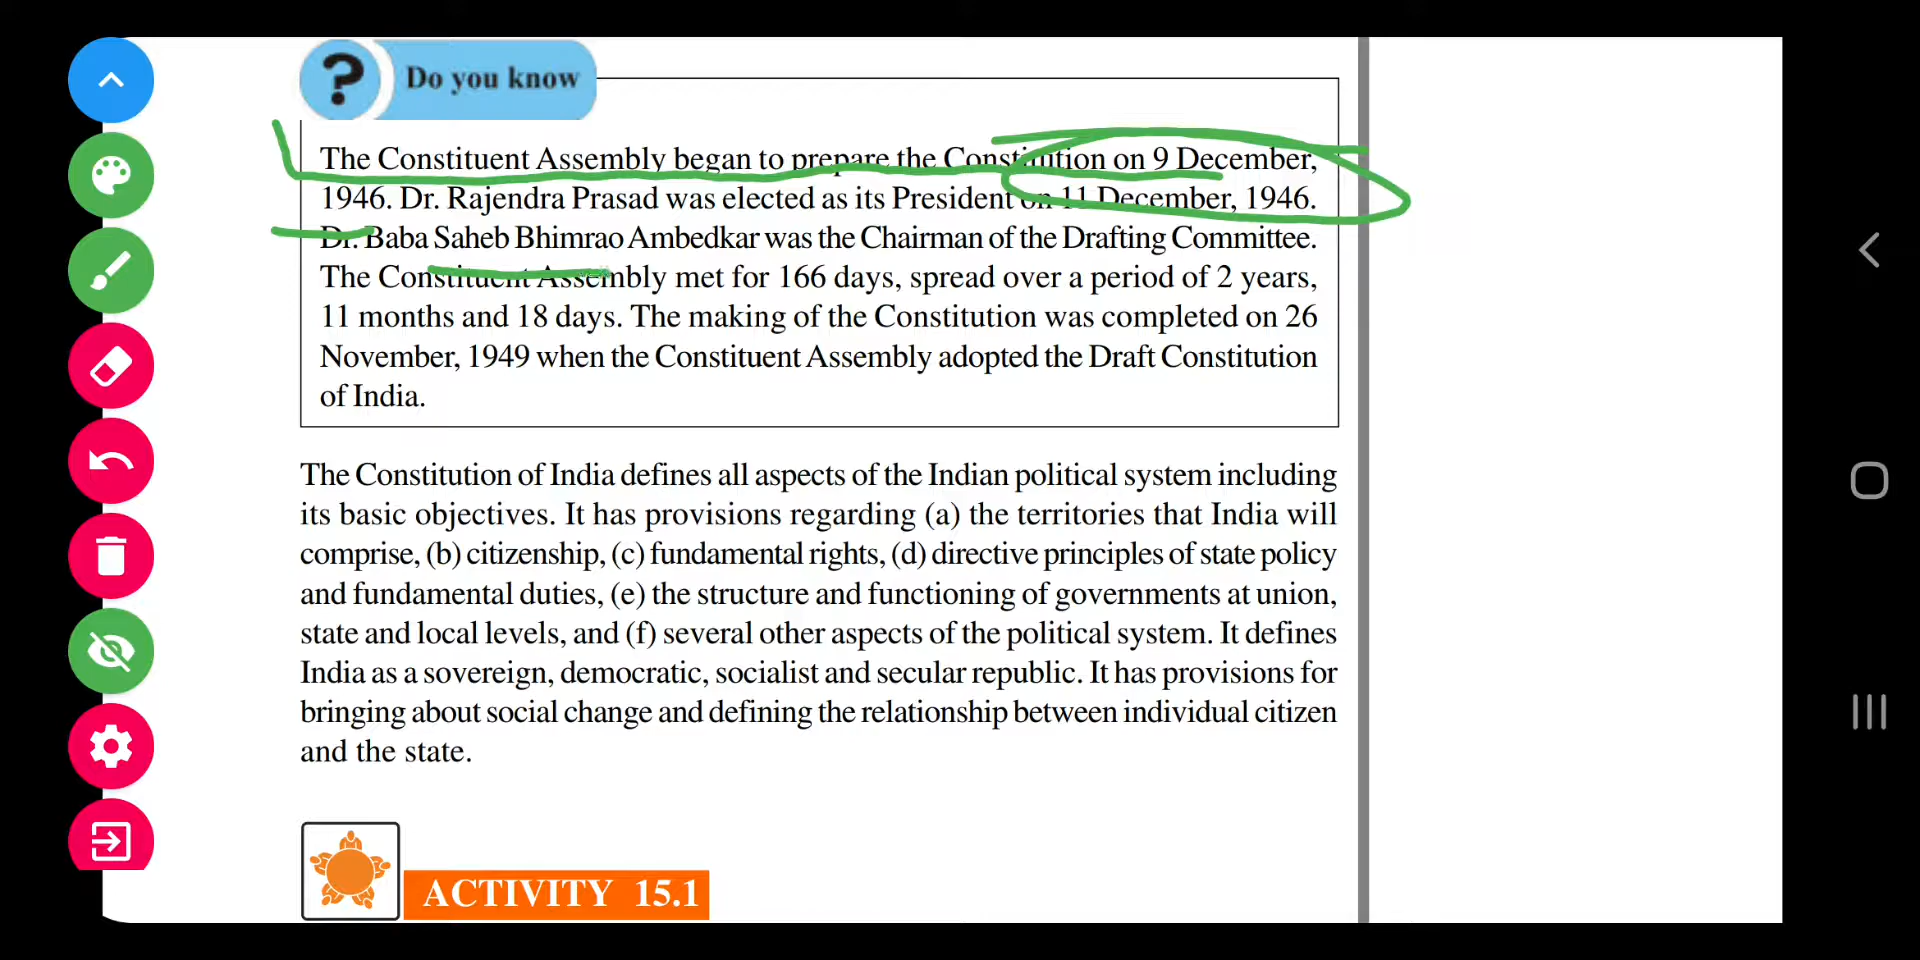 Do you know
The Constituent Assembly began to prepare the Constitution on 9 December,
1946. Dr. Rajendra Prasad was elected as its President on 11 December, 1946.
Dr. Baba Saheb Bhimrao Ambedkar was the Chairman of the Drafting Committee.
The Constituent Assembly met for 166 days, spread over a period of 2 years,
11 months and 18 days. The making of the Constitution was completed on 26
November, 1949 when the Constituent Assembly adopted the Draft Constitution
of India.
The Constitution of India defines all aspects of the Indian political system including
its basic objectives. It has provisions regarding (a) the territories that India will
comprise, (b) citizenship, (c) fundamental rights, (d) directive principles of state policy
and fundamental duties, (e) the structure and functioning of governments at union,
state and local levels, and (f) several other aspects of the political system. It defines
India as a sovereign, democratic, socialist and secular republic. It has provisions for
bringing about social change and defining the relationship between individual citizen
and the state.
ACTIVITY 15.1